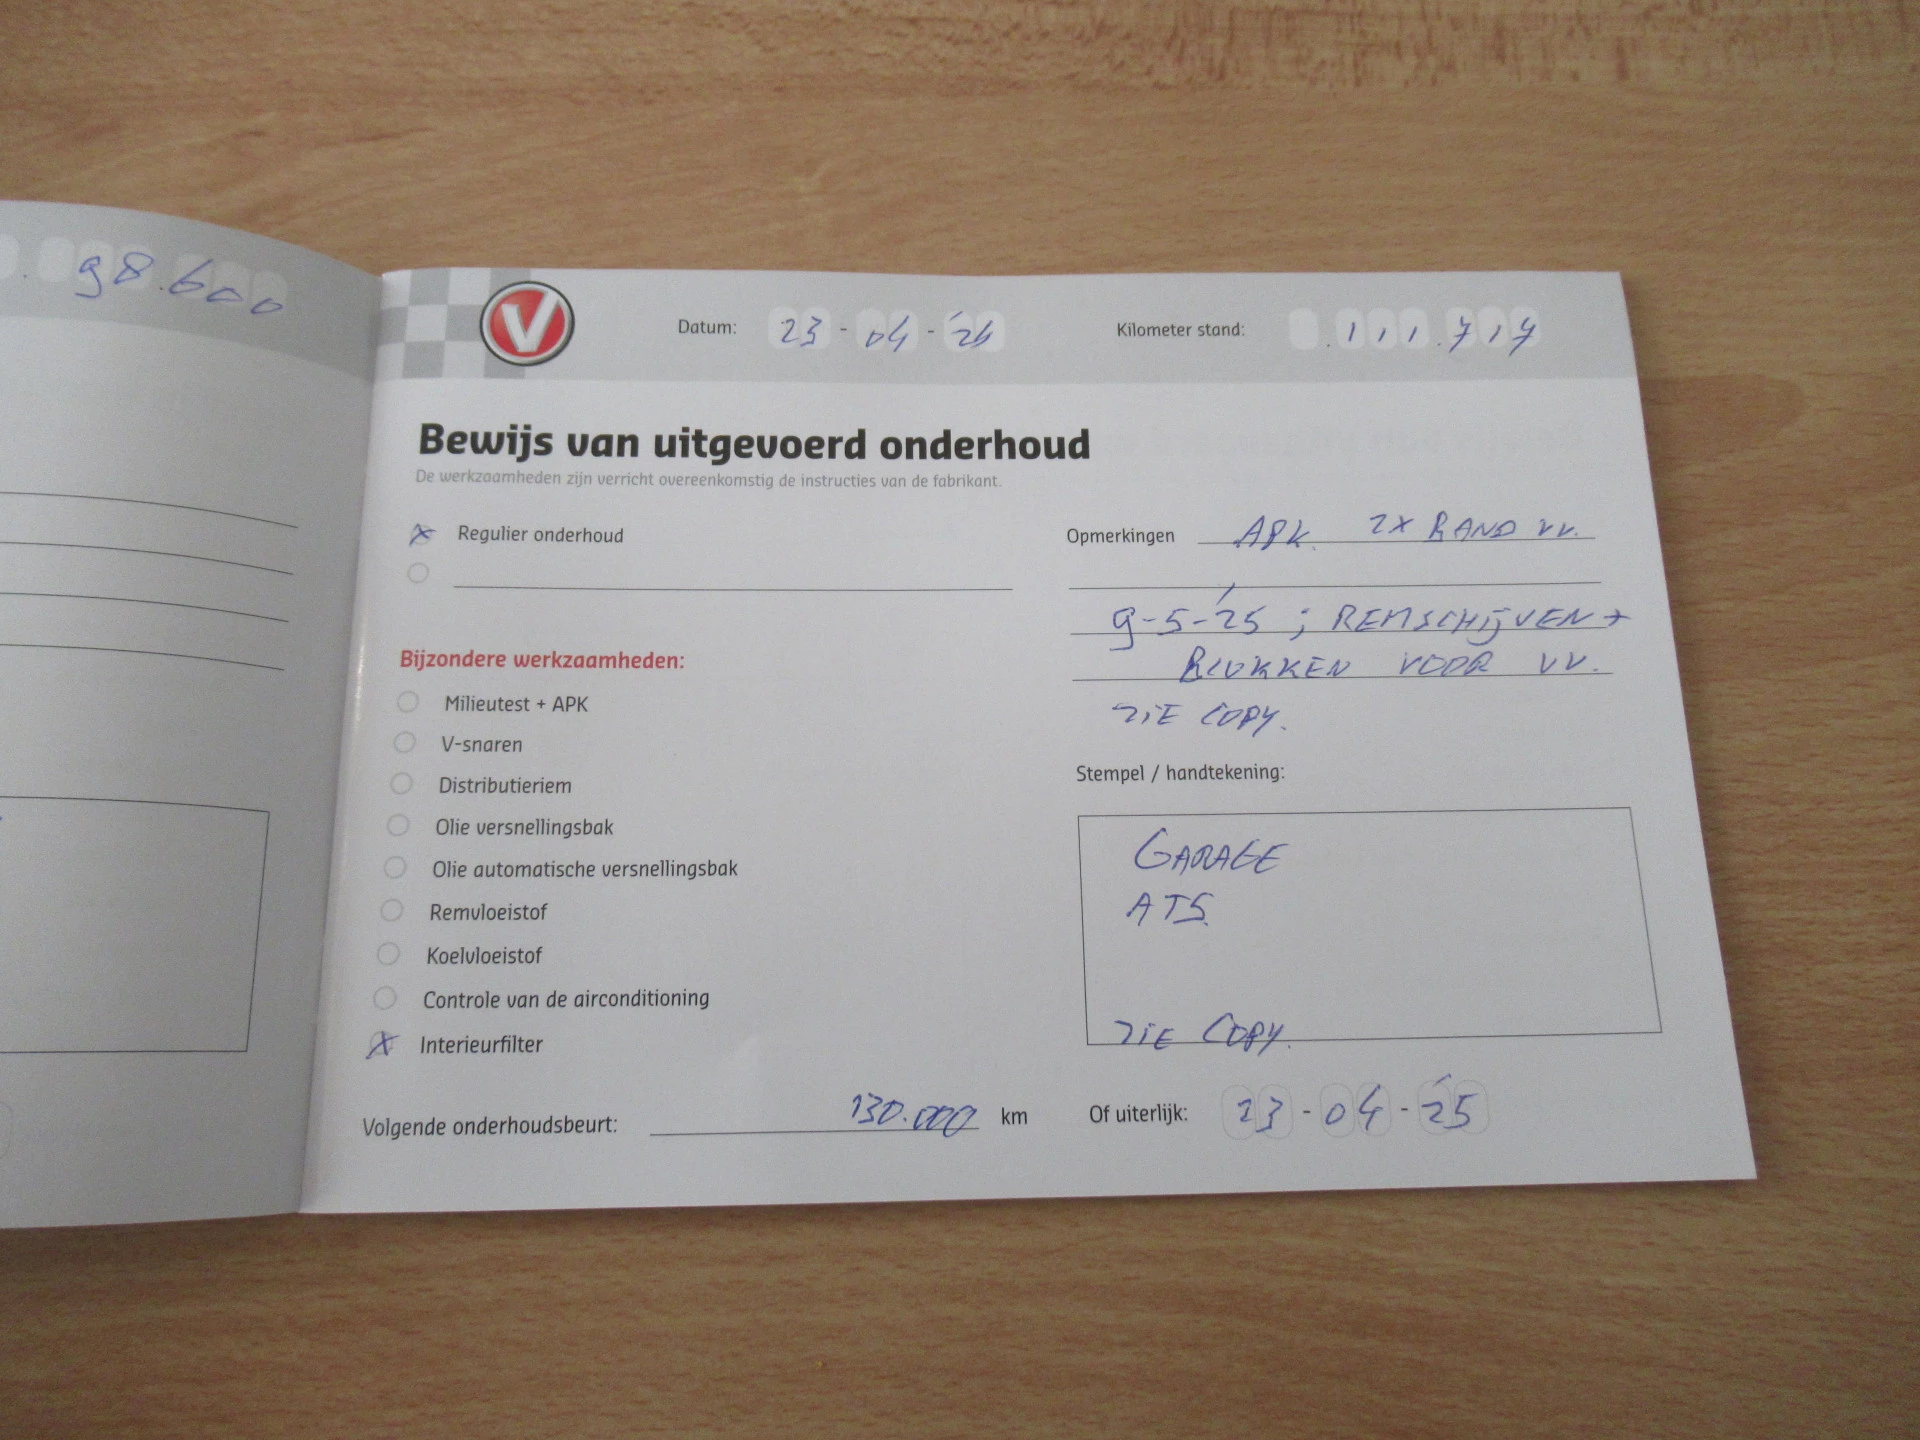 98.600
V
Datum: 23-04-'24
Kilometer stand: .111.717
Bewijs van uitgevoerd onderhoud
De werkzaamheden zijn verricht overeenkomstig de instructies van de fabrikant.
x Regulier onderhoud
Opmerkingen APK. 2X BAND VV.
9-5-'25 ; REMSCHIJVEN +
BLOKKEN VOOR VV.
ZIE COPY.
Bijzondere werkzaamheden:
Milieutest + APK
V-snaren
Distributieriem
Olie versnellingsbak
Olie automatische versnellingsbak
Remvloeistof
Koelvloeistof
Controle van de airconditioning
x Interieurfilter
Stempel / handtekening:
GARAGE
ATS.
ZIE COPY.
Volgende onderhoudsbeurt: 130.000 km
Of uiterlijk: 23-04-'25